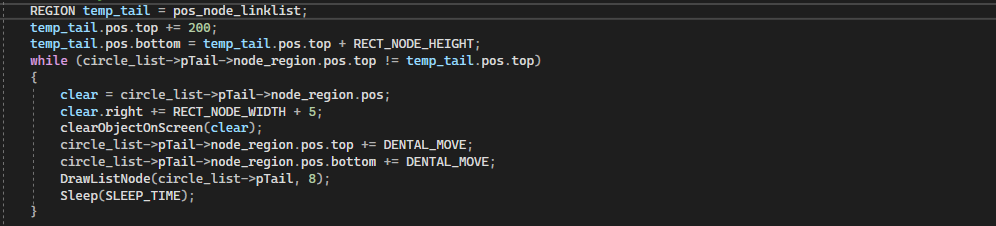 REGION temp_tail = pos_node_linklist;
temp_tail.pos.top += 200;
temp_tail.pos.bottom = temp_tail.pos.top + RECT_NODE_HEIGHT;
while (circle_list->pTail->node_region.pos.top != temp_tail.pos.top)
{
clear = circle_list->pTail->node_region.pos;
clear.right += RECT_NODE_WIDTH + 5;
clearObjectOnScreen(clear);
circle_list->pTail->node_region.pos.top += DENTAL_MOVE;
circle_list->pTail->node_region.pos.bottom += DENTAL_MOVE;
DrawListNode(circle_list->pTail, 8);
Sleep(SLEEP_TIME);
}